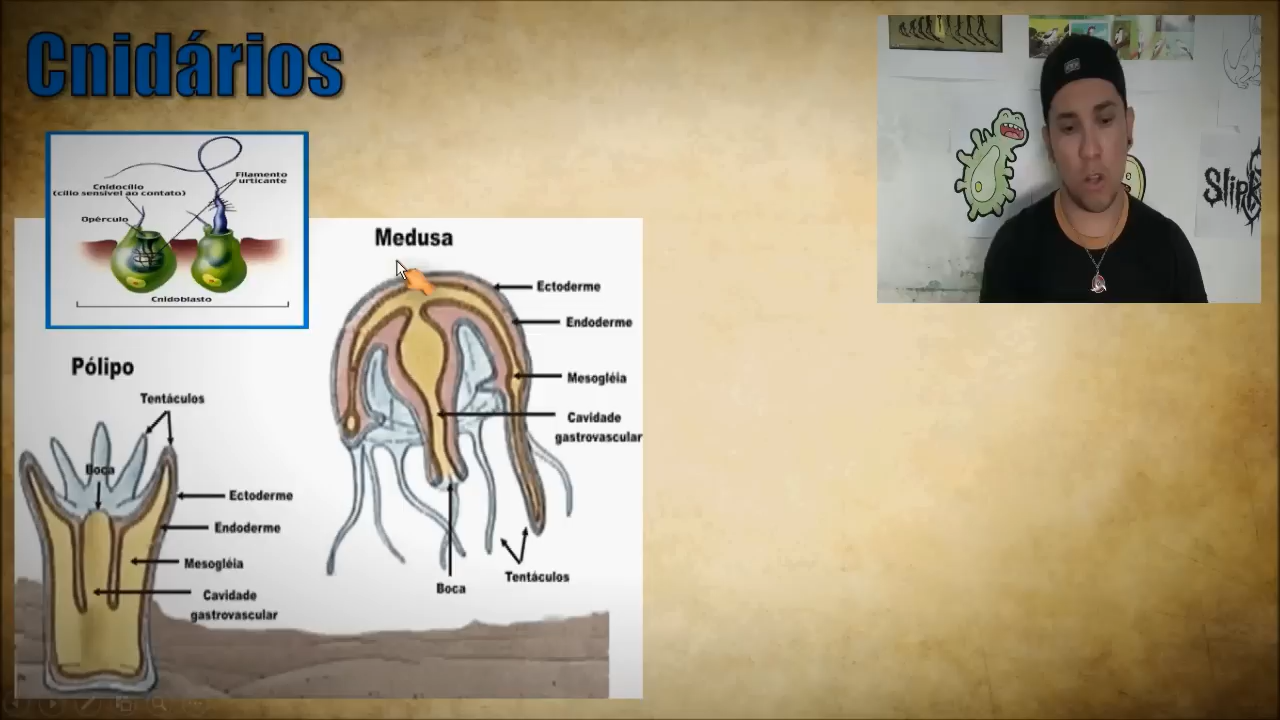 Cnidários
Cnidocílio
(cílio sensível ao contato)
Filamento
urticante
Opérculo
Cnidoblasto
Medusa
Ectoderme
Endoderme
Mesogléia
Cavidade
gastrovascular
Boca
Tentáculos
Pólipo
Tentáculos
Boca
Ectoderme
Endoderme
Mesogléia
Cavidade
gastrovascular